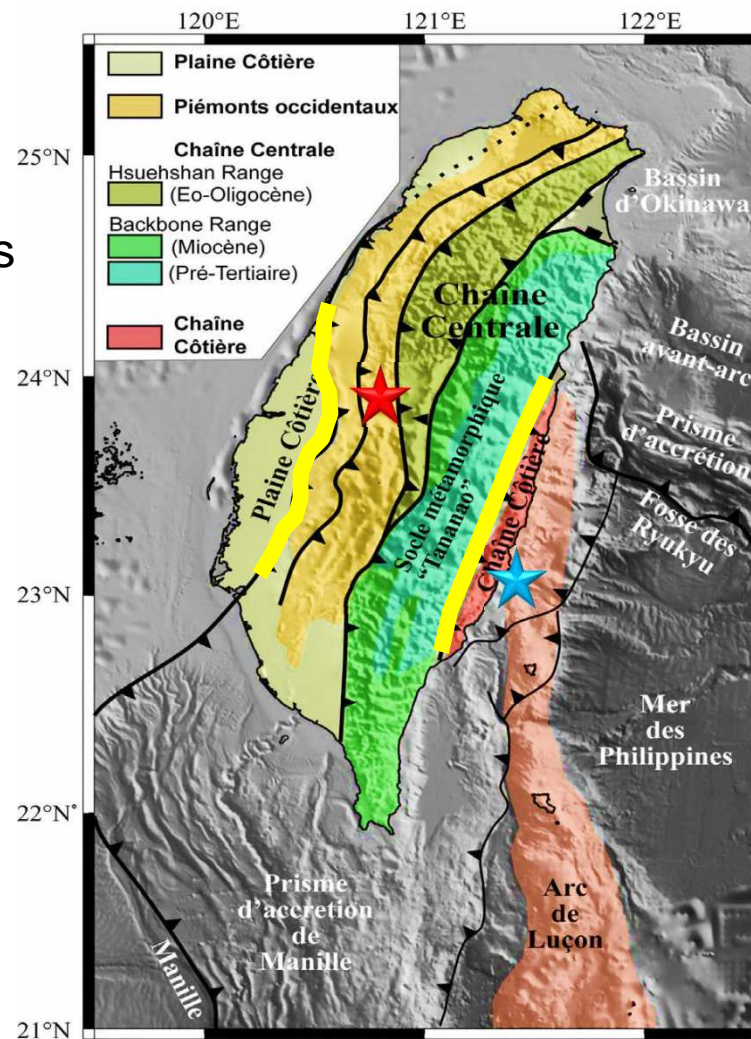 120°E
121°E
122°E
Plaine Côtière
Piémonts occidentaux
Chaîne Centrale
Hsuehshan Range
(Eo-Oligocène)
Backbone Range
(Miocène)
(Pré-Tertiaire)
Chaîne
Côtière
s
25°N
24°N
23°N
22°N
21°N
Bassin
d'Okinawa
Chaîne
Centrale
Bassin
avant-arc
Prisme
d'accrétion
Fosse des
Ryukyu
Plaine Côtière
Socle métamorphique
"Tananao"
Chaîne Côtière
Mer
des
Philippines
Prisme
d'accretion
de
Manille
Manille
Arc
de
Luçon